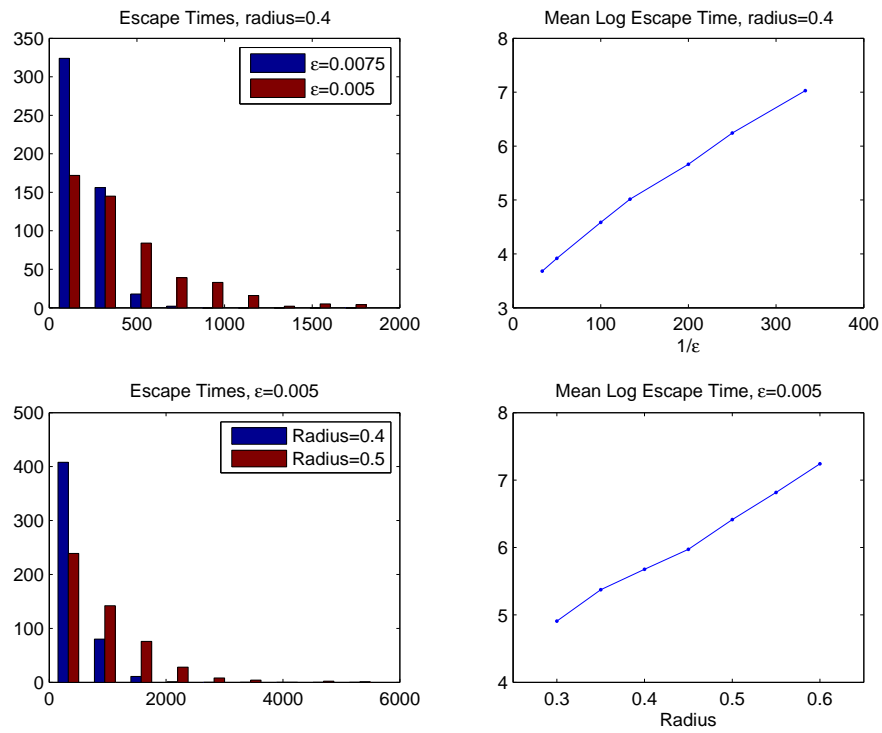 Escape Times, radius=0.4
350
300
250
200
150
100
50
0
0 500 1000 1500 2000
ε=0.0075
ε=0.005
Mean Log Escape Time, radius=0.4
8
7
6
5
4
3
0 100 200 300 400
1/ε
Escape Times, ε=0.005
500
400
300
200
100
0
0 2000 4000 6000
Radius=0.4
Radius=0.5
Mean Log Escape Time, ε=0.005
8
7
6
5
4
0.3 0.4 0.5 0.6
Radius